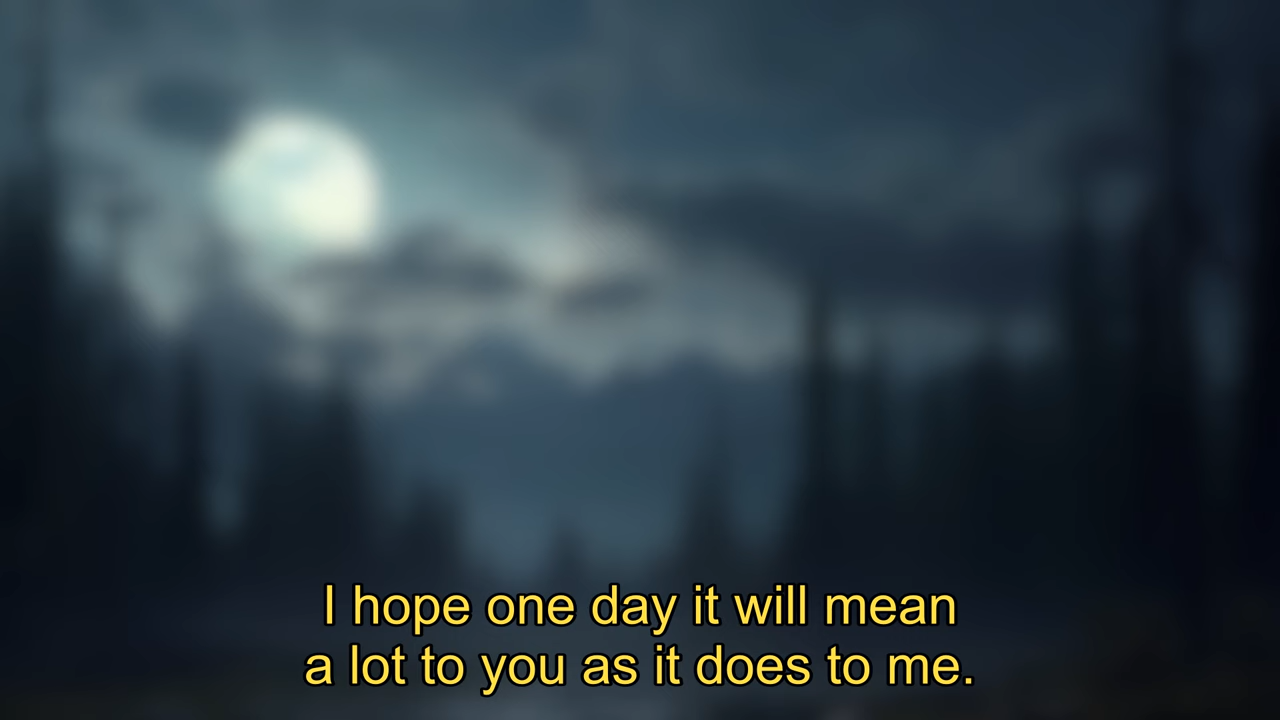 I hope one day it will mean
a lot to you as it does to me.